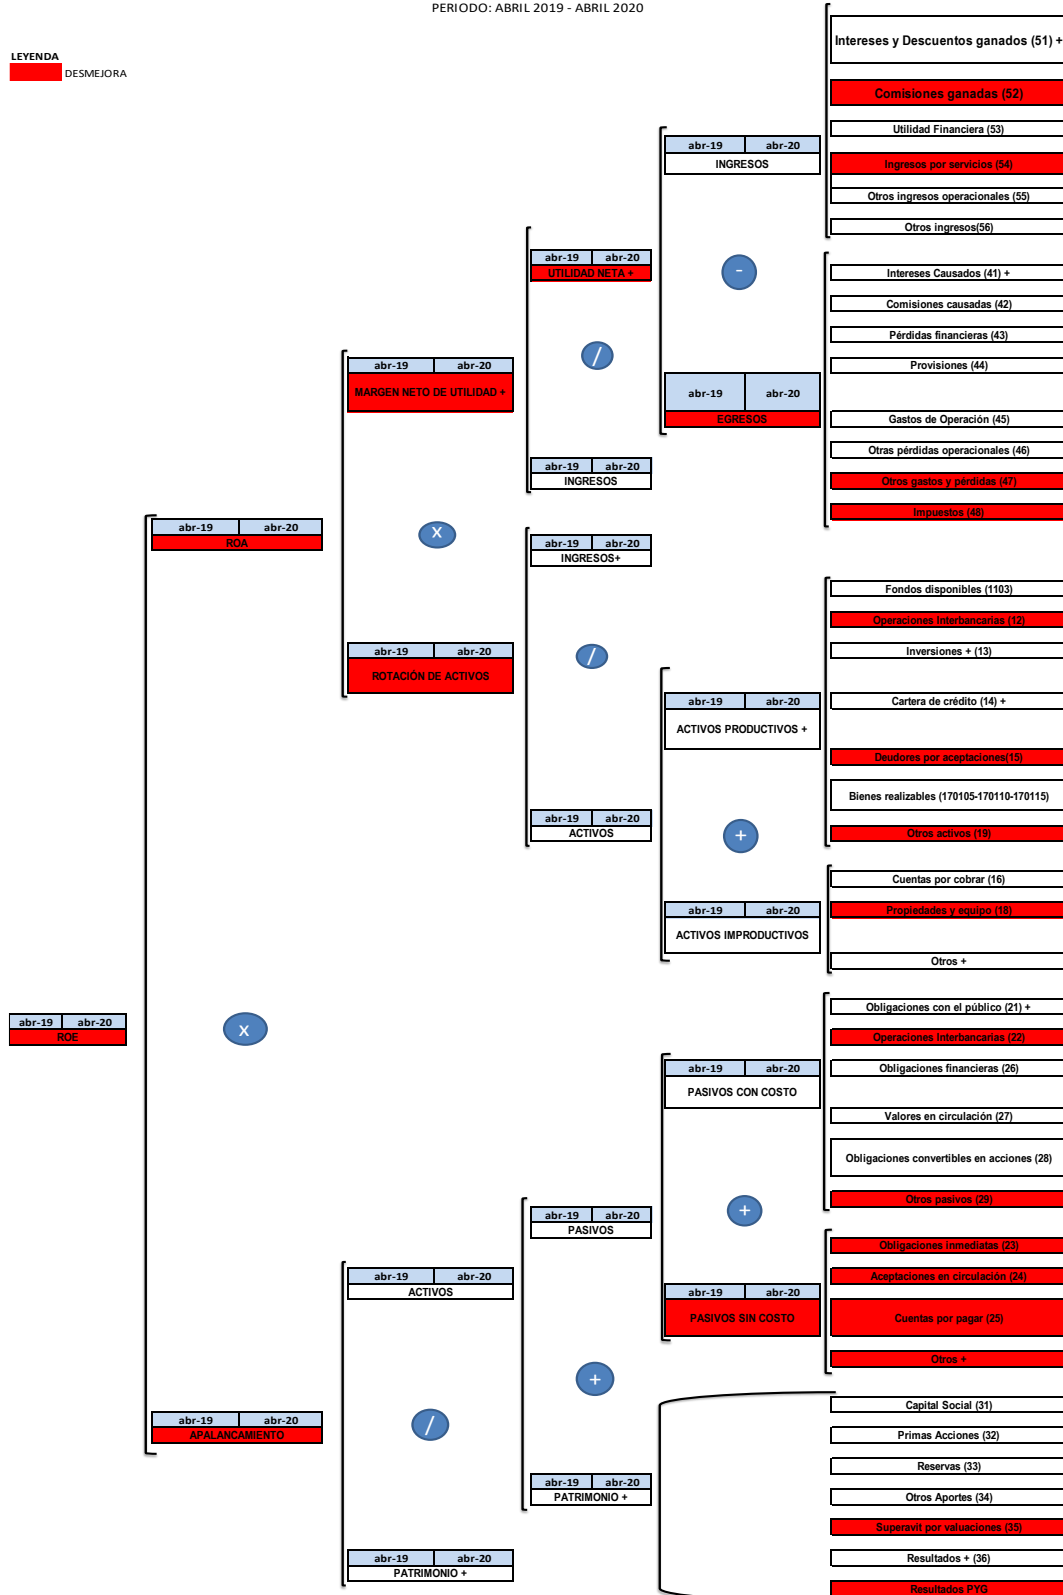 PERIODO: ABRIL 2019 - ABRIL 2020
LEYENDA
DESMEJORA
Intereses y Descuentos ganados (51) +
Comisiones ganadas (52)
Utilidad Financiera (53)
Ingresos por servicios (54)
Otros ingresos operacionales (55)
Otros ingresos(56)
abr-19 abr-20
INGRESOS
-
abr-19 abr-20
EGRESOS
Intereses Causados (41) +
Comisiones causadas (42)
Pérdidas financieras (43)
Provisiones (44)
Gastos de Operación (45)
Otras pérdidas operacionales (46)
Otros gastos y pérdidas (47)
Impuestos (48)
abr-19 abr-20
UTILIDAD NETA +
/
abr-19 abr-20
INGRESOS
abr-19 abr-20
MARGEN NETO DE UTILIDAD +
x
abr-19 abr-20
ROTACIÓN DE ACTIVOS
abr-19 abr-20
INGRESOS+
/
abr-19 abr-20
ACTIVOS
abr-19 abr-20
ROA
Fondos disponibles (1103)
Operaciones Interbancarias (12)
Inversiones + (13)
Cartera de crédito (14) +
Deudores por aceptaciones(15)
Bienes realizables (170105-170110-170115)
Otros activos (19)
abr-19 abr-20
ACTIVOS PRODUCTIVOS +
+
abr-19 abr-20
ACTIVOS IMPRODUCTIVOS
Cuentas por cobrar (16)
Propiedades y equipo (18)
Otros +
abr-19 abr-20
ROE
x
Obligaciones con el público (21) +
Operaciones Interbancarias (22)
Obligaciones financieras (26)
Valores en circulación (27)
Obligaciones convertibles en acciones (28)
Otros pasivos (29)
abr-19 abr-20
PASIVOS CON COSTO
+
abr-19 abr-20
PASIVOS SIN COSTO
Obligaciones inmediatas (23)
Aceptaciones en circulación (24)
Cuentas por pagar (25)
Otros +
abr-19 abr-20
PASIVOS
+
abr-19 abr-20
PATRIMONIO +
abr-19 abr-20
ACTIVOS
/
abr-19 abr-20
PATRIMONIO +
abr-19 abr-20
APALANCAMIENTO
Capital Social (31)
Primas Acciones (32)
Reservas (33)
Otros Aportes (34)
Superavit por valuaciones (35)
Resultados + (36)
Resultados PYG